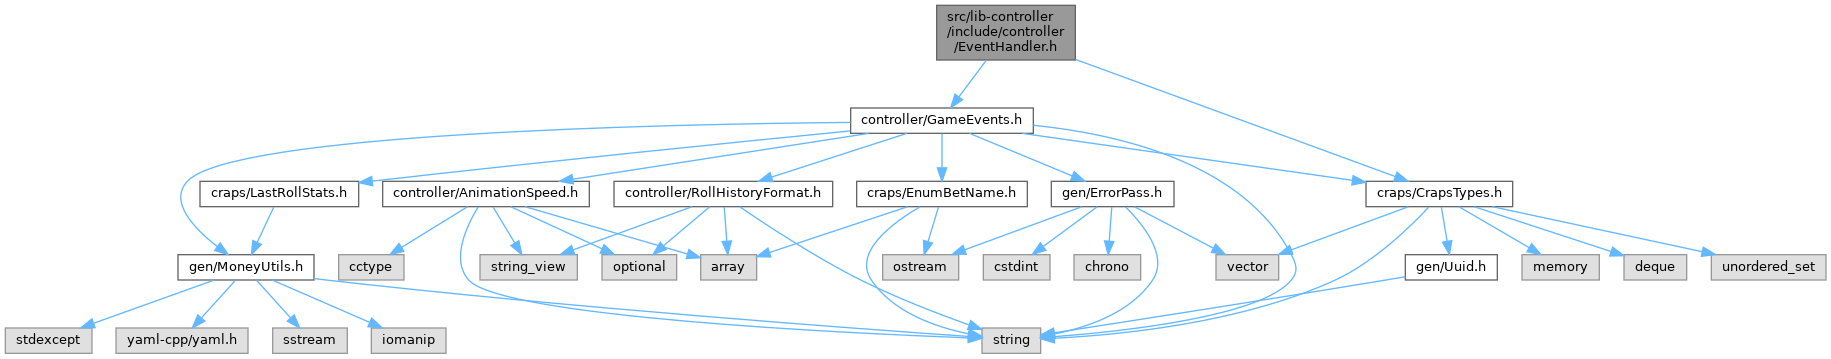 src/lib-controller
/include/controller
/EventHandler.h
controller/GameEvents.h
craps/LastRollStats.h
controller/AnimationSpeed.h
controller/RollHistoryFormat.h
craps/EnumBetName.h
gen/ErrorPass.h
craps/CrapsTypes.h
gen/MoneyUtils.h
cctype
string_view
optional
array
ostream
cstdint
chrono
vector
gen/Uuid.h
memory
deque
unordered_set
stdexcept
yaml-cpp/yaml.h
sstream
iomanip
string